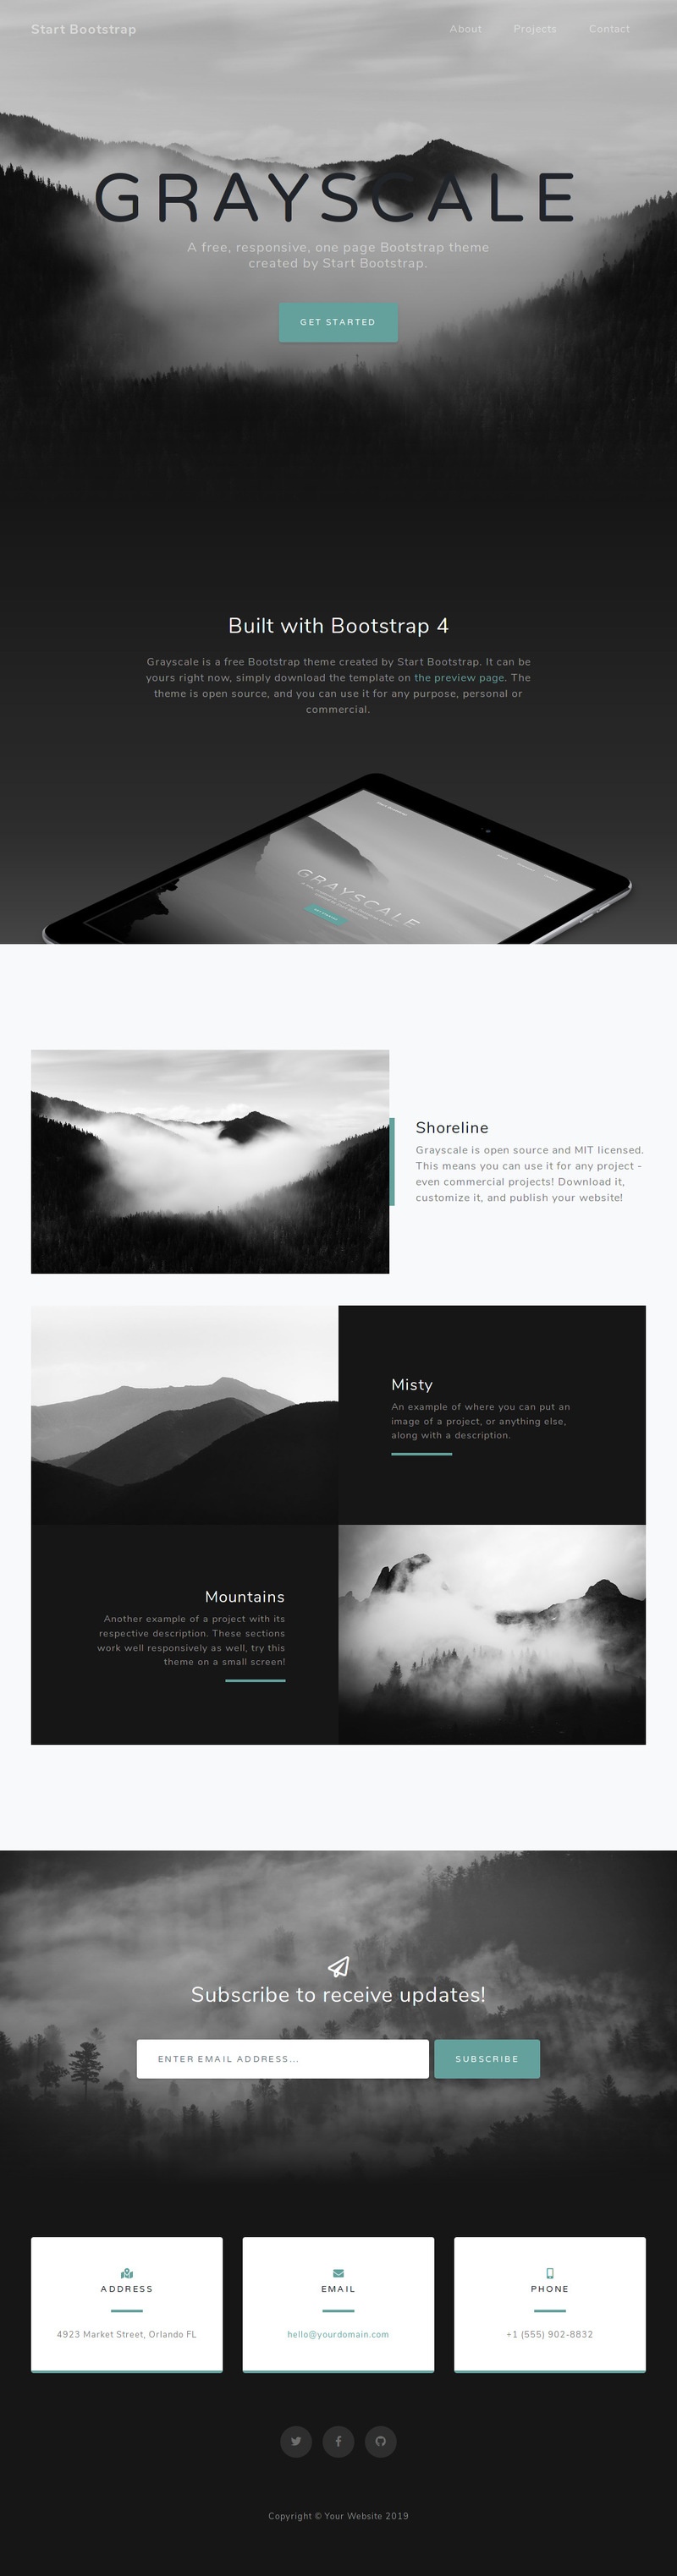 Start Bootstrap
About Projects Contact
GRAYSCALE
A free, responsive, one page Bootstrap theme
created by Start Bootstrap.
GET STARTED
Built with Bootstrap 4
Grayscale is a free Bootstrap theme created by Start Bootstrap. It can be
yours right now, simply download the template on the preview page. The
theme is open source, and you can use it for any purpose, personal or
commercial.
GRAYSCALE
Shoreline
Grayscale is open source and MIT licensed.
This means you can use it for any project -
even commercial projects! Download it,
customize it, and publish your website!
Misty
An example of where you can put an
image of a project, or anything else,
along with a description.
Mountains
Another example of a project with its
respective description. These sections
work well responsively as well, try this
theme on a small screen!
Subscribe to receive updates!
ENTER EMAIL ADDRESS...
SUBSCRIBE
ADDRESS
4923 Market Street, Orlando FL
EMAIL
hello@yourdomain.com
PHONE
+1 (555) 902-8832
Copyright © Your Website 2019